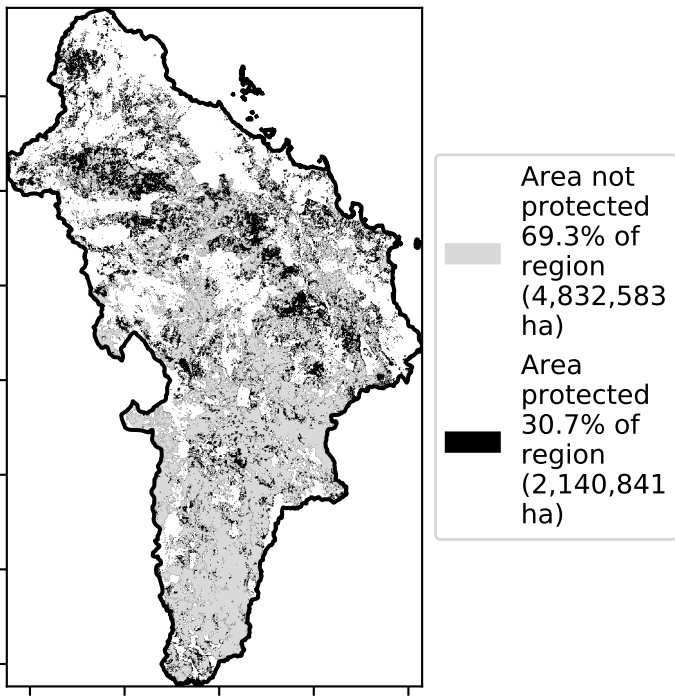 Area not
protected
69.3% of
region
(4,832,583
ha)
Area
protected
30.7% of
region
(2,140,841
ha)